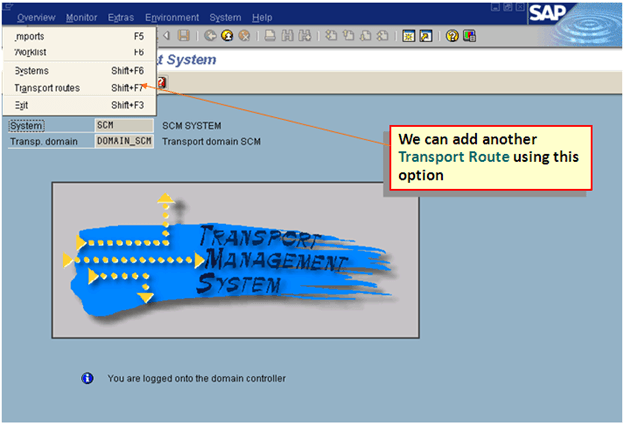 Overview Monitor Extras Environment System Help
SAP
Imports F5
Worklist F6
t System
Systems Shift+F6
Transport routes Shift+F7
Exit Shift+F3
System SCM SCM SYSTEM
Transp. domain DOMAIN_SCM Transport domain SCM
We can add another
Transport Route using this
option
TRANSPORT
MANAGEMENT
SYSTEM
You are logged onto the domain controller